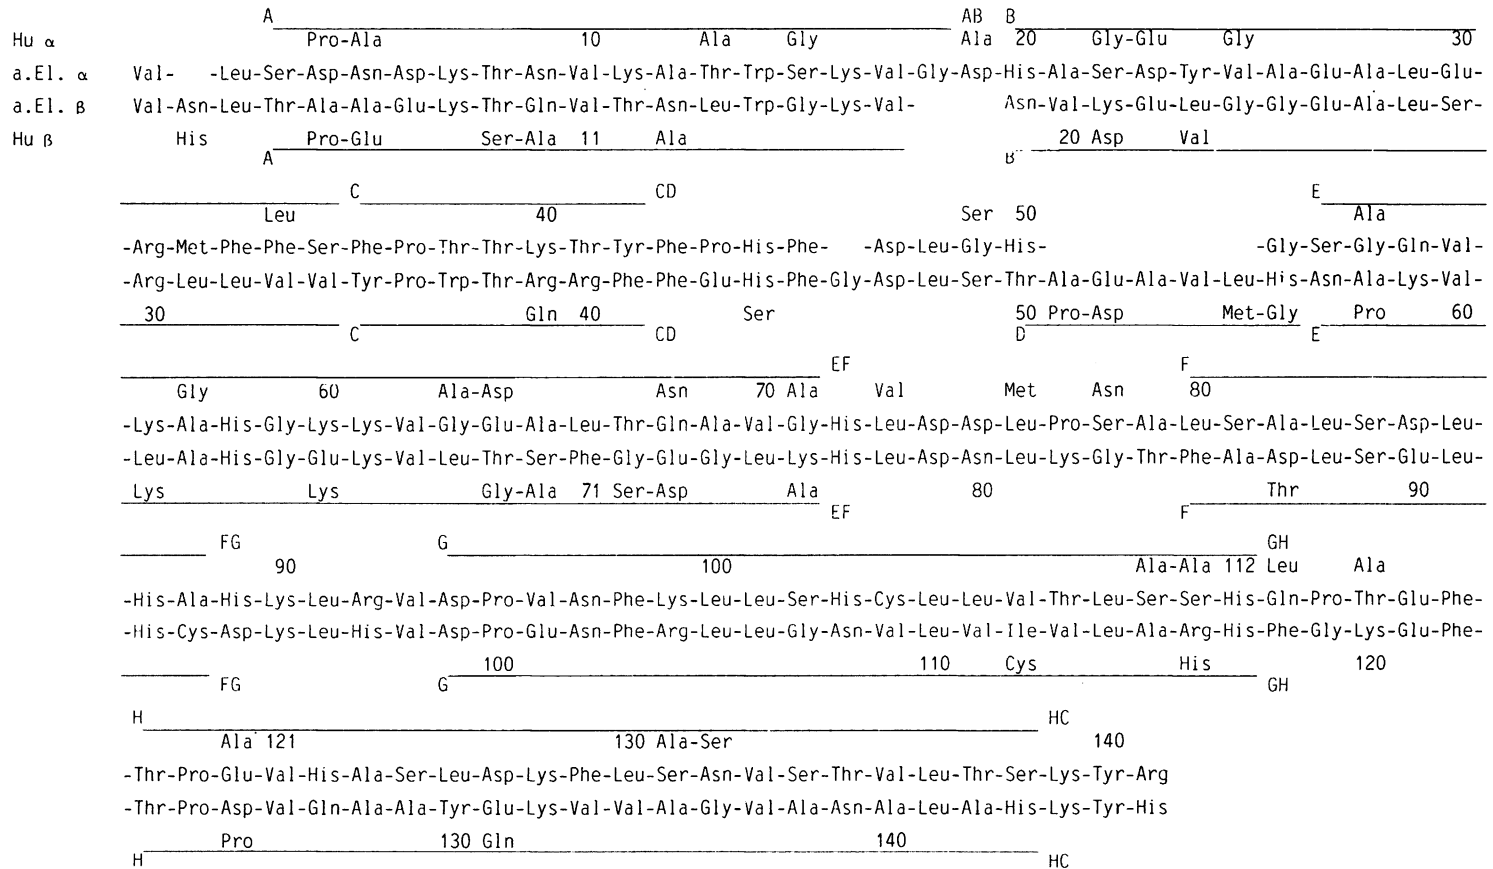 A AB B
Hu α Pro-Ala 10 Ala Gly Ala 20 Gly-Glu Gly 30
a.El. α Val- -Leu-Ser-Asp-Asn-Asp-Lys-Thr-Asn-Val-Lys-Ala-Thr-Trp-Ser-Lys-Val-Gly-Asp-His-Ala-Ser-Asp-Tyr-Val-Ala-Glu-Ala-Leu-Glu-
a.El. β Val-Asn-Leu-Thr-Ala-Ala-Glu-Lys-Thr-Gln-Val-Thr-Asn-Leu-Trp-Gly-Lys-Val- Asn-Val-Lys-Glu-Leu-Gly-Gly-Glu-Ala-Leu-Ser-
Hu β His Pro-Glu Ser-Ala 11 Ala 20 Asp Val
A B
C CD E
Leu 40 Ser 50 Ala
-Arg-Met-Phe-Phe-Ser-Phe-Pro-Thr-Thr-Lys-Thr-Tyr-Phe-Pro-His-Phe- -Asp-Leu-Gly-His- -Gly-Ser-Gly-Gln-Val-
-Arg-Leu-Leu-Val-Val-Tyr-Pro-Trp-Thr-Arg-Arg-Phe-Phe-Glu-His-Phe-Gly-Asp-Leu-Ser-Thr-Ala-Glu-Ala-Val-Leu-His-Asn-Ala-Lys-Val-
30 Gln 40 Ser 50 Pro-Asp Met-Gly Pro 60
C CD D E
EF F
Gly 60 Ala-Asp Asn 70 Ala Val Met Asn 80
-Lys-Ala-His-Gly-Lys-Lys-Val-Gly-Glu-Ala-Leu-Thr-Gln-Ala-Val-Gly-His-Leu-Asp-Asp-Leu-Pro-Ser-Ala-Leu-Ser-Ala-Leu-Ser-Asp-Leu-
-Leu-Ala-His-Gly-Glu-Lys-Val-Leu-Thr-Ser-Phe-Gly-Glu-Gly-Leu-Lys-His-Leu-Asp-Asn-Leu-Lys-Gly-Thr-Phe-Ala-Asp-Leu-Ser-Glu-Leu-
Lys Lys Gly-Ala 71 Ser-Asp Ala 80 Thr 90
EF F
FG G GH
90 100 Ala-Ala 112 Leu Ala
-His-Ala-His-Lys-Leu-Arg-Val-Asp-Pro-Val-Asn-Phe-Lys-Leu-Leu-Ser-His-Cys-Leu-Leu-Val-Thr-Leu-Ser-Ser-His-Gln-Pro-Thr-Glu-Phe-
-His-Cys-Asp-Lys-Leu-His-Val-Asp-Pro-Glu-Asn-Phe-Arg-Leu-Leu-Gly-Asn-Val-Leu-Val-Ile-Val-Leu-Ala-Arg-His-Phe-Gly-Lys-Glu-Phe-
100 110 Cys His 120
FG G GH
H HC
Ala 121 130 Ala-Ser 140
-Thr-Pro-Glu-Val-His-Ala-Ser-Leu-Asp-Lys-Phe-Leu-Ser-Asn-Val-Ser-Thr-Val-Leu-Thr-Ser-Lys-Tyr-Arg
-Thr-Pro-Asp-Val-Gln-Ala-Ala-Tyr-Glu-Lys-Val-Val-Ala-Gly-Val-Ala-Asn-Ala-Leu-Ala-His-Lys-Tyr-His
Pro 130 Gln 140
H HC